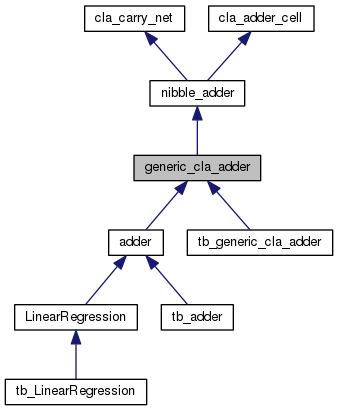 cla_carry_net
cla_adder_cell
nibble_adder
generic_cla_adder
adder
tb_generic_cla_adder
LinearRegression
tb_adder
tb_LinearRegression